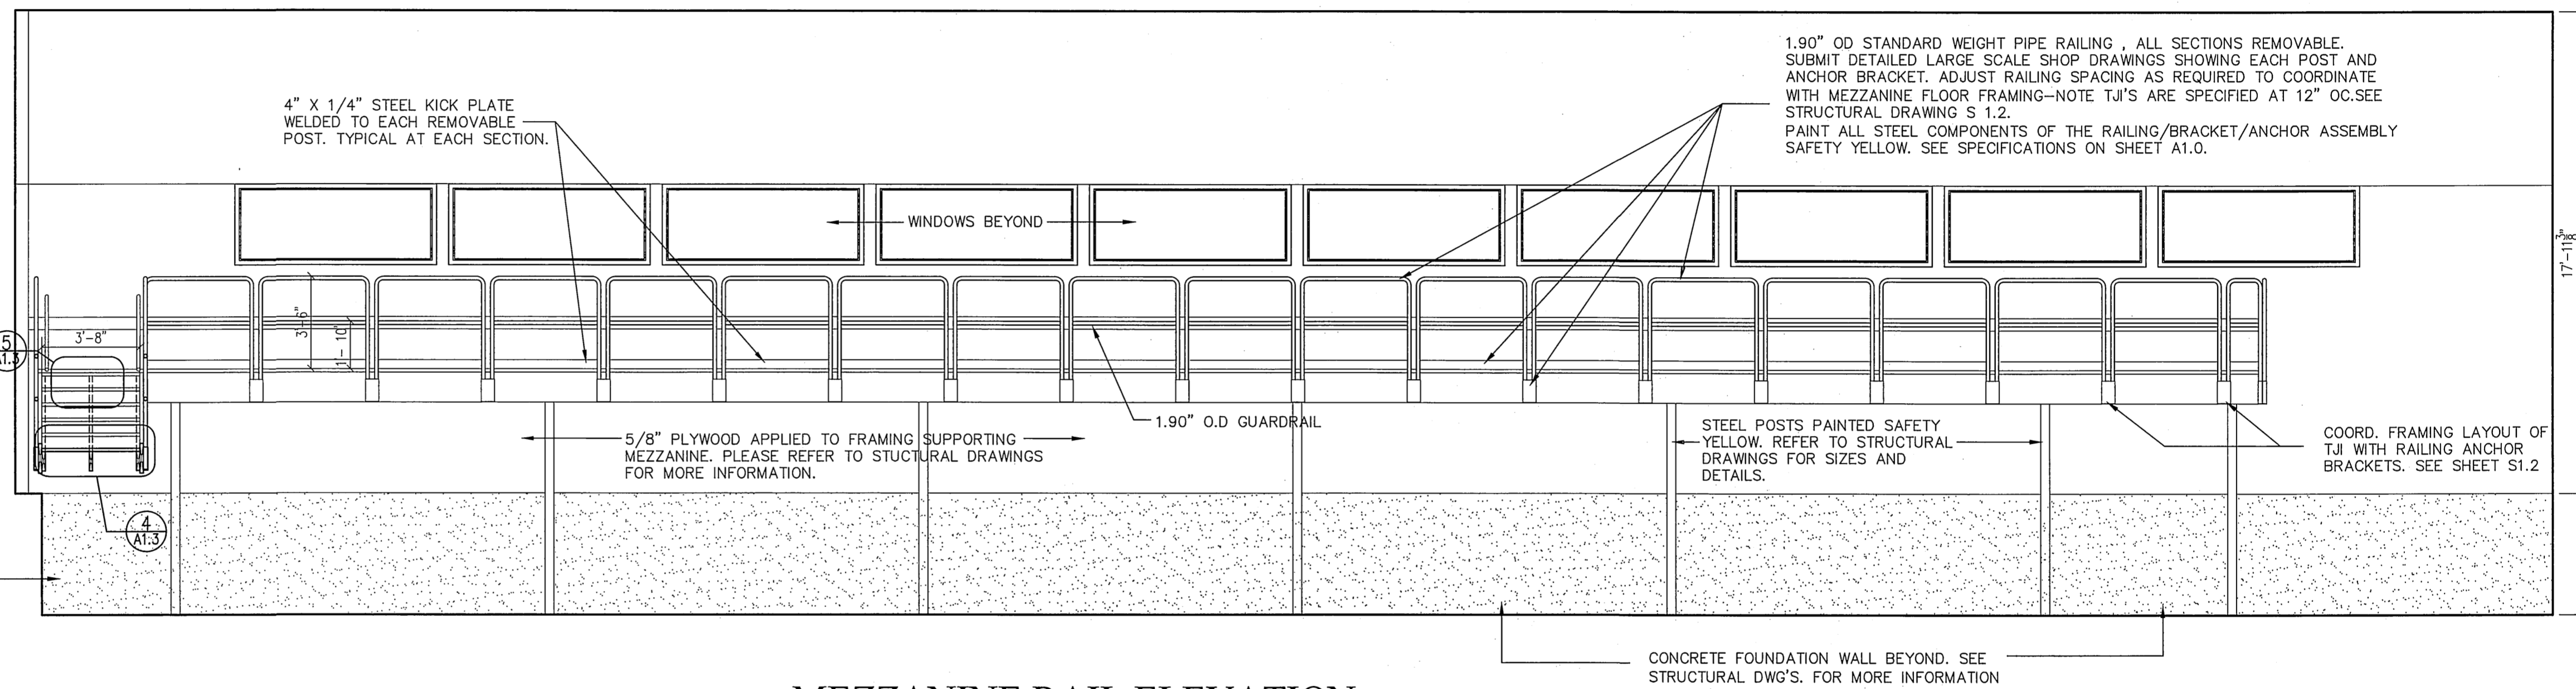 1.90" OD STANDARD WEIGHT PIPE RAILING , ALL SECTIONS REMOVABLE.
SUBMIT DETAILED LARGE SCALE SHOP DRAWINGS SHOWING EACH POST AND
ANCHOR BRACKET. ADJUST RAILING SPACING AS REQUIRED TO COORDINATE
WITH MEZZANINE FLOOR FRAMING-NOTE TJI'S ARE SPECIFIED AT 12" OC.SEE
STRUCTURAL DRAWING S 1.2.
PAINT ALL STEEL COMPONENTS OF THE RAILING/BRACKET/ANCHOR ASSEMBLY
SAFETY YELLOW. SEE SPECIFICATIONS ON SHEET A1.0.
4" X 1/4" STEEL KICK PLATE
WELDED TO EACH REMOVABLE
POST. TYPICAL AT EACH SECTION.
WINDOWS BEYOND
17'-11 3/8"
3'-6"
1'-10"
3'-8"
5
A1.3
1.90" O.D GUARDRAIL
5/8" PLYWOOD APPLIED TO FRAMING SUPPORTING
MEZZANINE. PLEASE REFER TO STUCTURAL DRAWINGS
FOR MORE INFORMATION.
STEEL POSTS PAINTED SAFETY
YELLOW. REFER TO STRUCTURAL
DRAWINGS FOR SIZES AND
DETAILS.
COORD. FRAMING LAYOUT OF
TJI WITH RAILING ANCHOR
BRACKETS. SEE SHEET S1.2
4
A1.3
CONCRETE FOUNDATION WALL BEYOND. SEE
STRUCTURAL DWG'S. FOR MORE INFORMATION
MEZZANINE RAIL ELEVATION